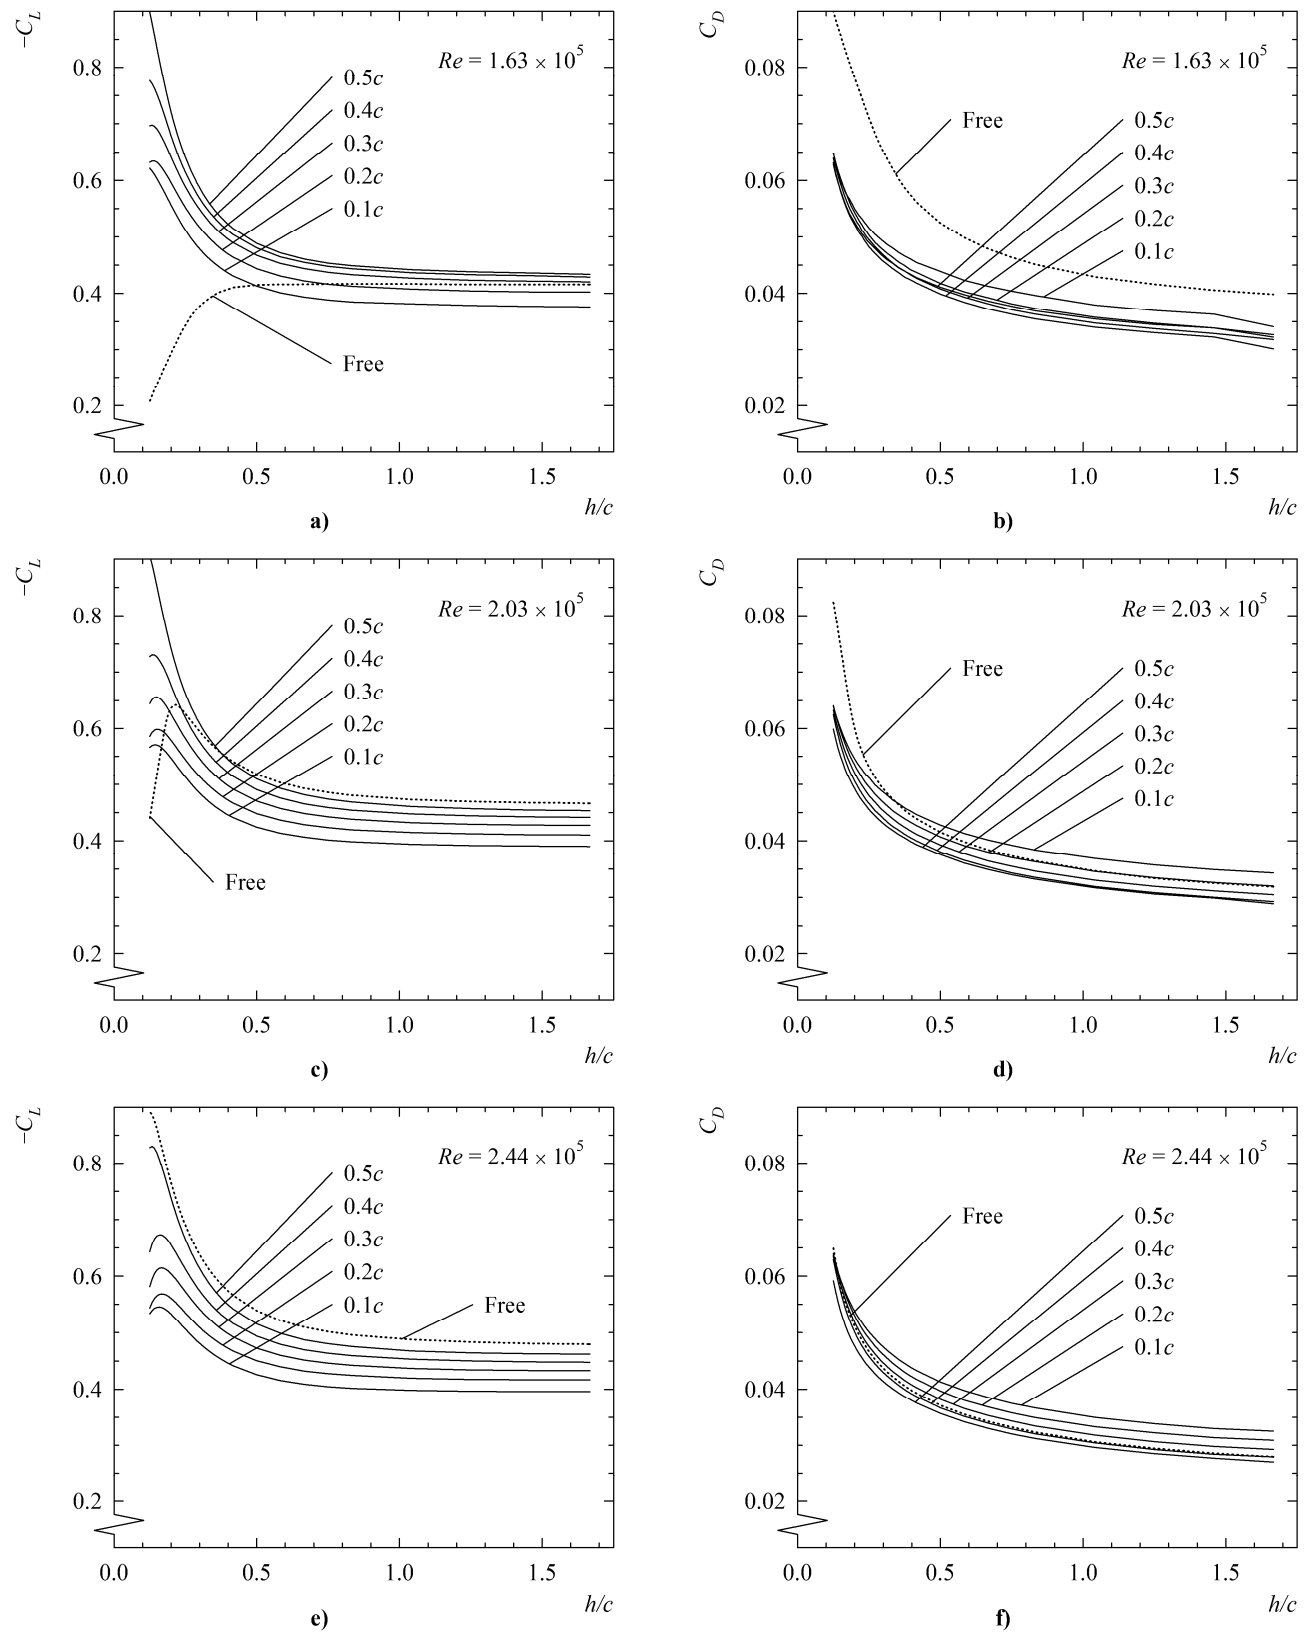 −C_L
Re = 1.63 × 10^5
0.8
0.6
0.4
0.2
0.5c
0.4c
0.3c
0.2c
0.1c
Free
0.0 0.5 1.0 1.5
h/c
a)
C_D
Re = 1.63 × 10^5
0.08
0.06
0.04
0.02
Free
0.5c
0.4c
0.3c
0.2c
0.1c
0.0 0.5 1.0 1.5
h/c
b)
−C_L
Re = 2.03 × 10^5
0.8
0.6
0.4
0.2
0.5c
0.4c
0.3c
0.2c
0.1c
Free
0.0 0.5 1.0 1.5
h/c
c)
C_D
Re = 2.03 × 10^5
0.08
0.06
0.04
0.02
Free
0.5c
0.4c
0.3c
0.2c
0.1c
0.0 0.5 1.0 1.5
h/c
d)
−C_L
Re = 2.44 × 10^5
0.8
0.6
0.4
0.2
0.5c
0.4c
0.3c
0.2c
0.1c
Free
0.0 0.5 1.0 1.5
h/c
e)
C_D
Re = 2.44 × 10^5
0.08
0.06
0.04
0.02
Free
0.5c
0.4c
0.3c
0.2c
0.1c
0.0 0.5 1.0 1.5
h/c
f)